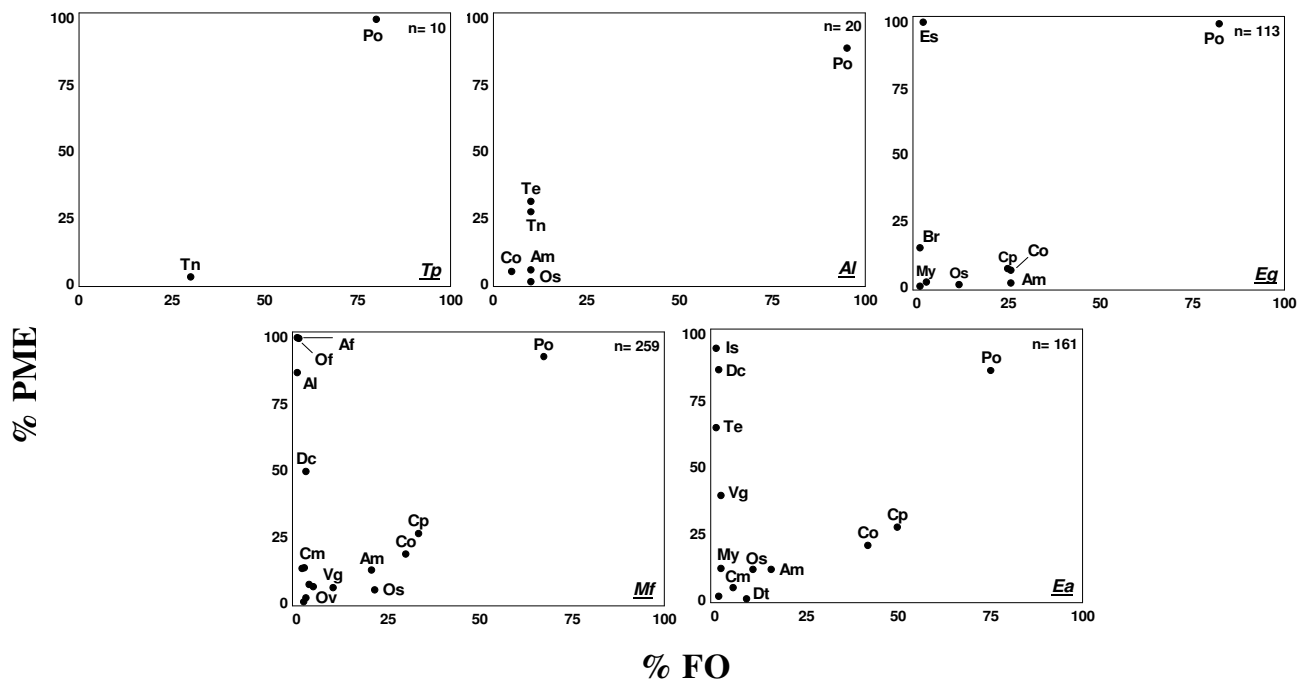 100
75
50
25
0
0
25
50
75
100
Po
n= 10
Tn
Tp
100
75
50
25
0
0
25
50
75
100
n= 20
Po
Te
Tn
Co
Am
Os
Al
100
75
50
25
0
0
25
50
75
100
Es
Po
n= 113
Br
My
Os
Cp
Co
Am
Eg
100
75
50
25
0
0
25
50
75
100
Af
Of
Al
Po
n= 259
Dc
Cp
Co
Cm
Am
Vg
Os
Ov
Mf
100
75
50
25
0
0
25
50
75
100
Is
Dc
Po
n= 161
Te
Vg
Cp
Co
My
Os
Am
Cm
Dt
Ea
% PME
% FO